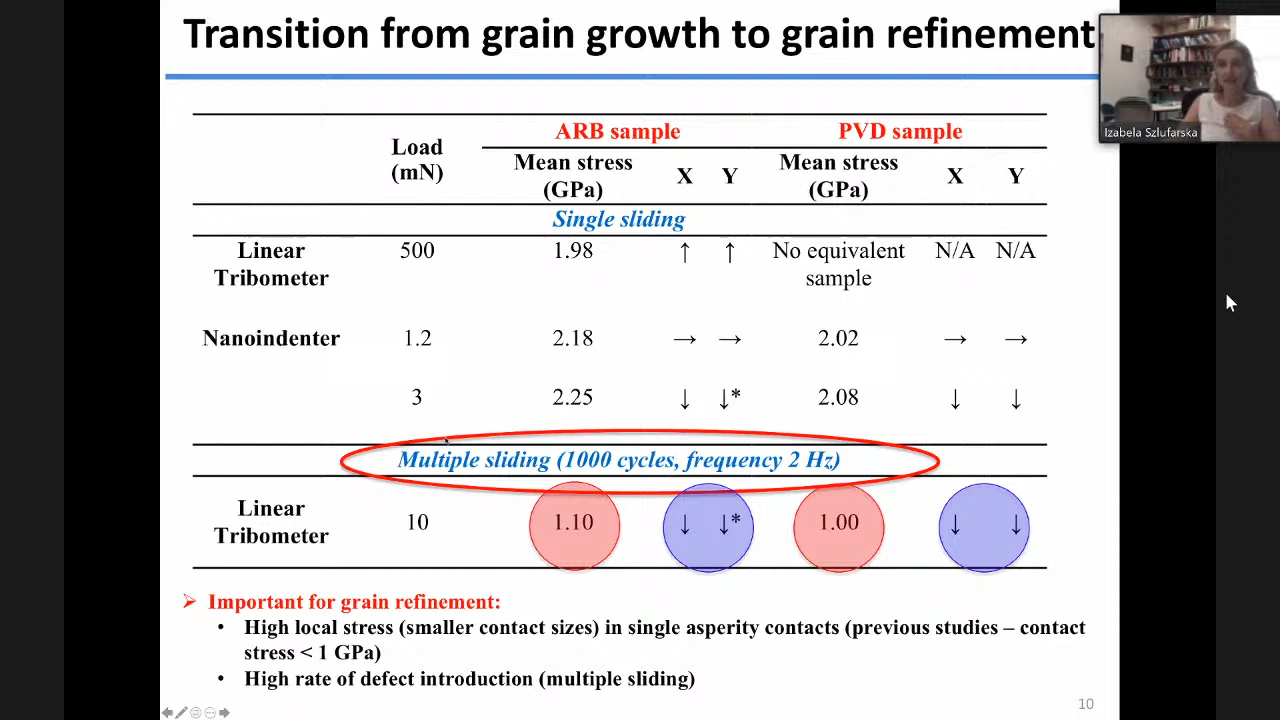 Transition from grain growth to grain refinement
Izabela Szlufarska
ARB sample PVD sample
Load (mN) Mean stress (GPa) X Y Mean stress (GPa) X Y
Single sliding
Linear Tribometer 500 1.98 ↑ ↑ No equivalent sample N/A N/A
Nanoindenter 1.2 2.18 → → 2.02 → →
3 2.25 ↓ ↓* 2.08 ↓ ↓
Multiple sliding (1000 cycles, frequency 2 Hz)
Linear Tribometer 10 1.10 ↓ ↓* 1.00 ↓ ↓
➢ Important for grain refinement:
• High local stress (smaller contact sizes) in single asperity contacts (previous studies – contact
stress < 1 GPa)
• High rate of defect introduction (multiple sliding)
10